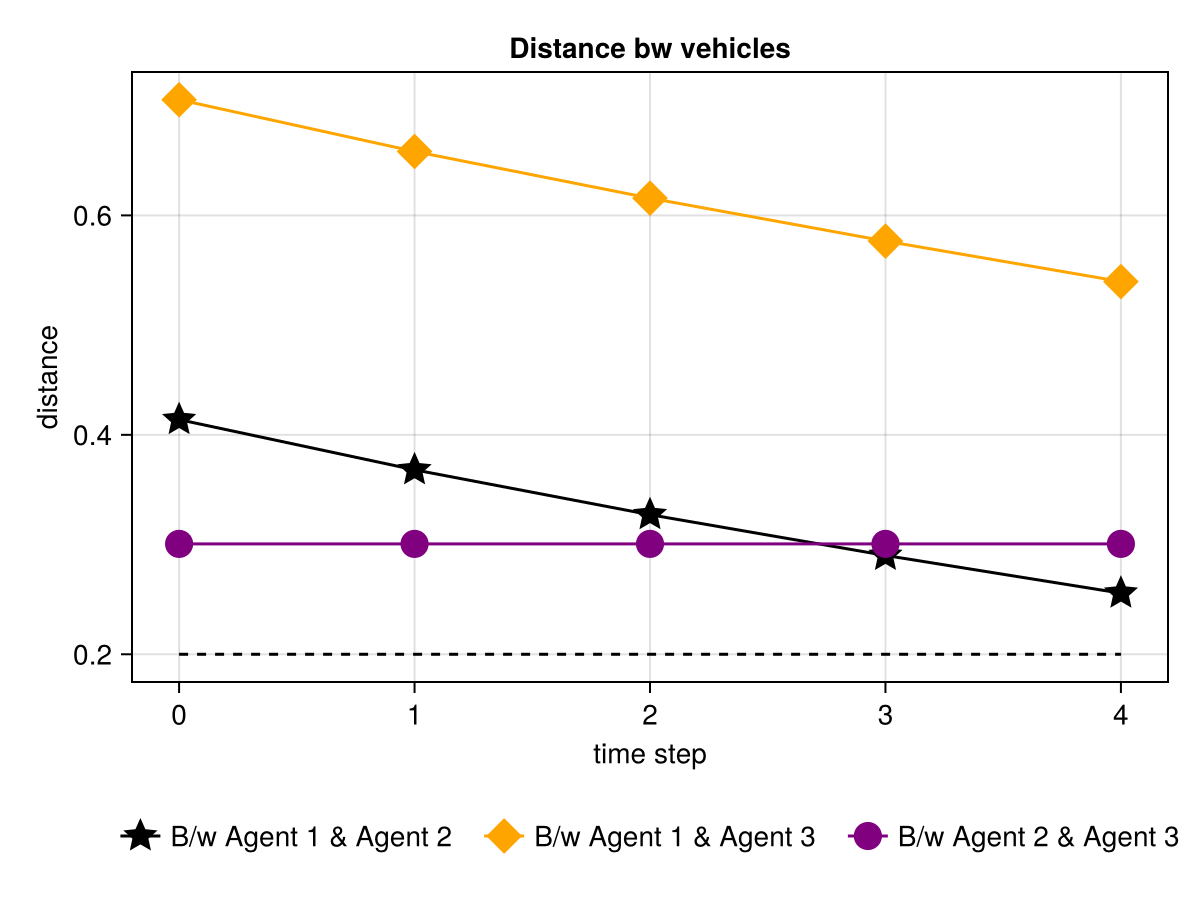 Distance bw vehicles
distance
0.6
0.4
0.2
0 1 2 3 4
time step
B/w Agent 1 & Agent 2 B/w Agent 1 & Agent 3 B/w Agent 2 & Agent 3